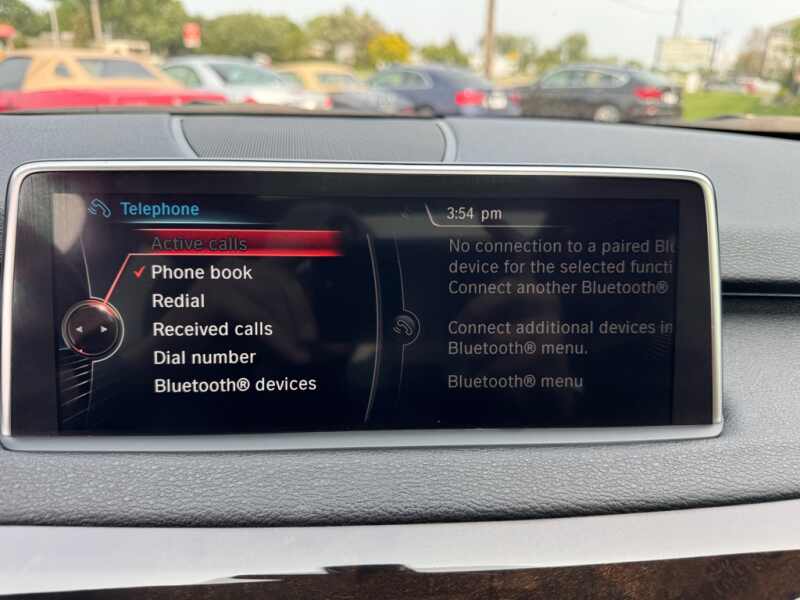 Telephone
Active calls
Phone book
Redial
Received calls
Dial number
Bluetooth® devices
3:54 pm
No connection to a paired
device for the selected
Connect another Bluetooth®
Connect additional devices in
Bluetooth® menu.
Bluetooth® menu